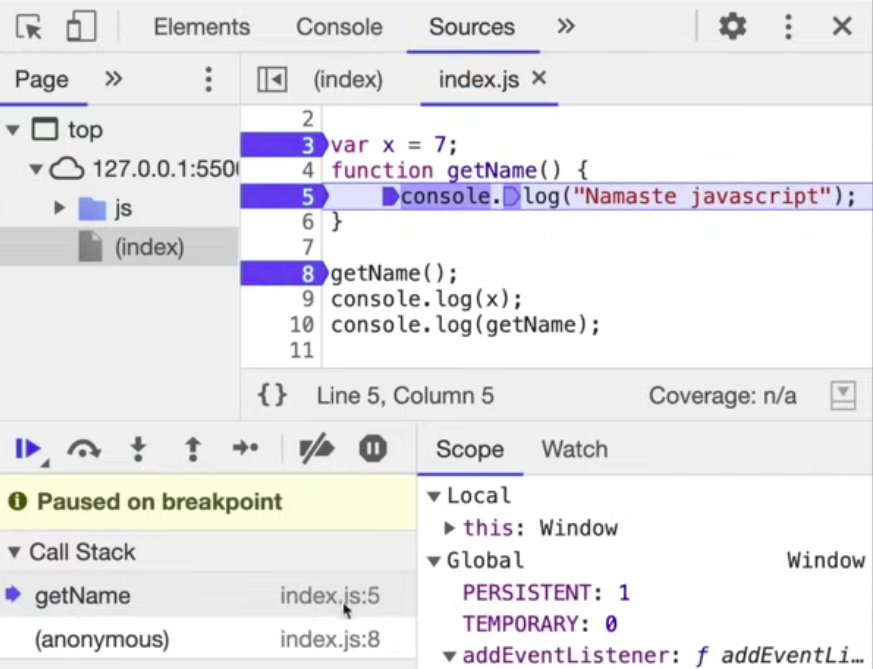 Elements Console Sources »
Page » (index) index.js ×
top
127.0.0.1:550
js
(index)
2
3 var x = 7;
4 function getName() {
5 console.log("Namaste javascript");
6 }
7
8 getName();
9 console.log(x);
10 console.log(getName);
11
{} Line 5, Column 5 Coverage: n/a
Scope Watch
Paused on breakpoint
Call Stack
getName index.js:5
(anonymous) index.js:8
Local
this: Window
Global Window
PERSISTENT: 1
TEMPORARY: 0
addEventListener: ƒ addEventLi…